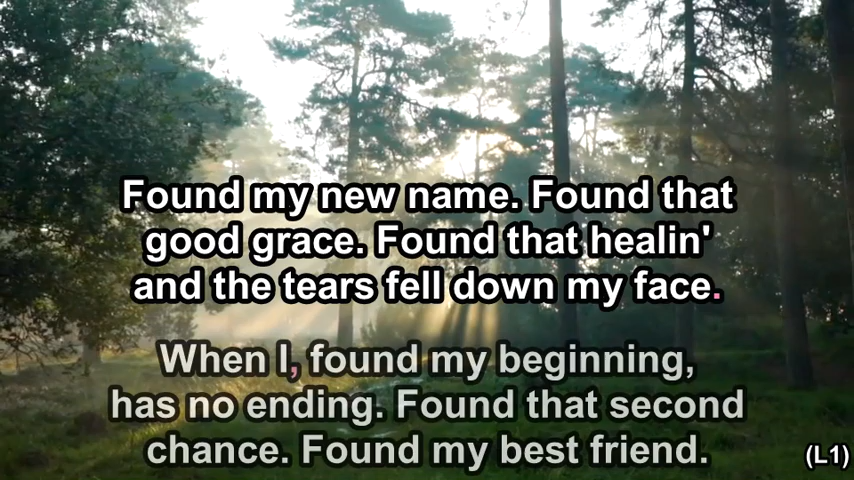 Found my new name. Found that
good grace. Found that healin'
and the tears fell down my face.
When I, found my beginning,
has no ending. Found that second
chance. Found my best friend.
(L1)